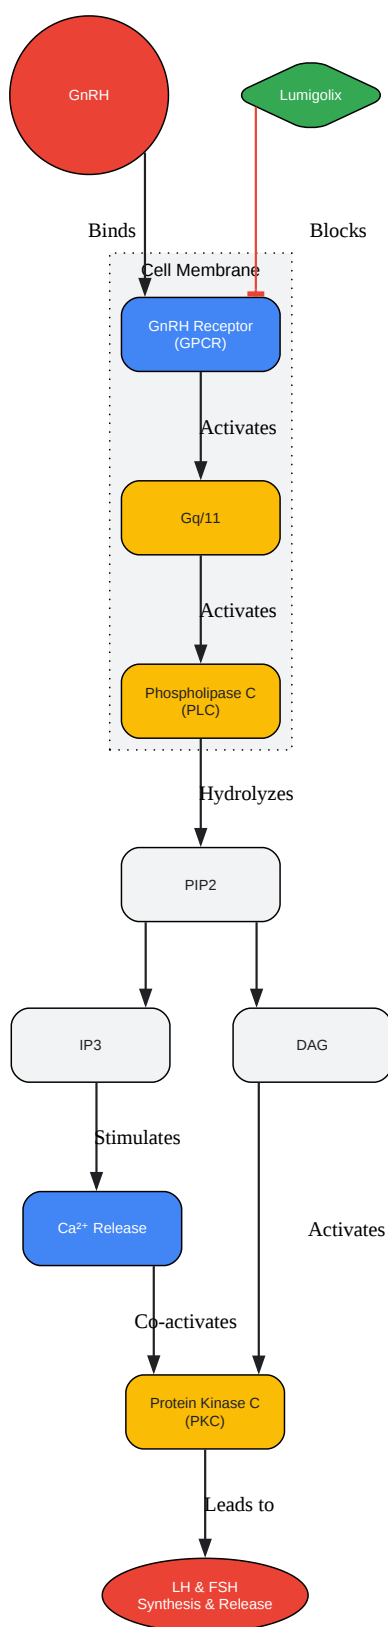 GnRH
Lumigolix
Binds
Blocks
Cell Membrane
GnRH Receptor
(GPCR)
Activates
Gq/11
Activates
Phospholipase C
(PLC)
Hydrolyzes
PIP2
IP3
DAG
Stimulates
Ca²⁺ Release
Activates
Co-activates
Protein Kinase C
(PKC)
Leads to
LH & FSH
Synthesis & Release